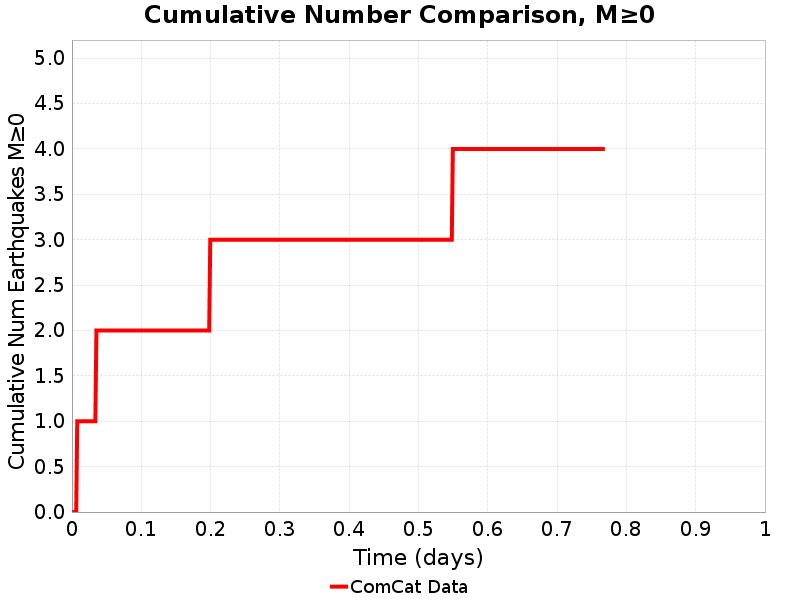 Cumulative Number Comparison, M≥0
Cumulative Num Earthquakes M≥0
5.0
4.5
4.0
3.5
3.0
2.5
2.0
1.5
1.0
0.5
0.0
0 0.1 0.2 0.3 0.4 0.5 0.6 0.7 0.8 0.9 1
Time (days)
ComCat Data